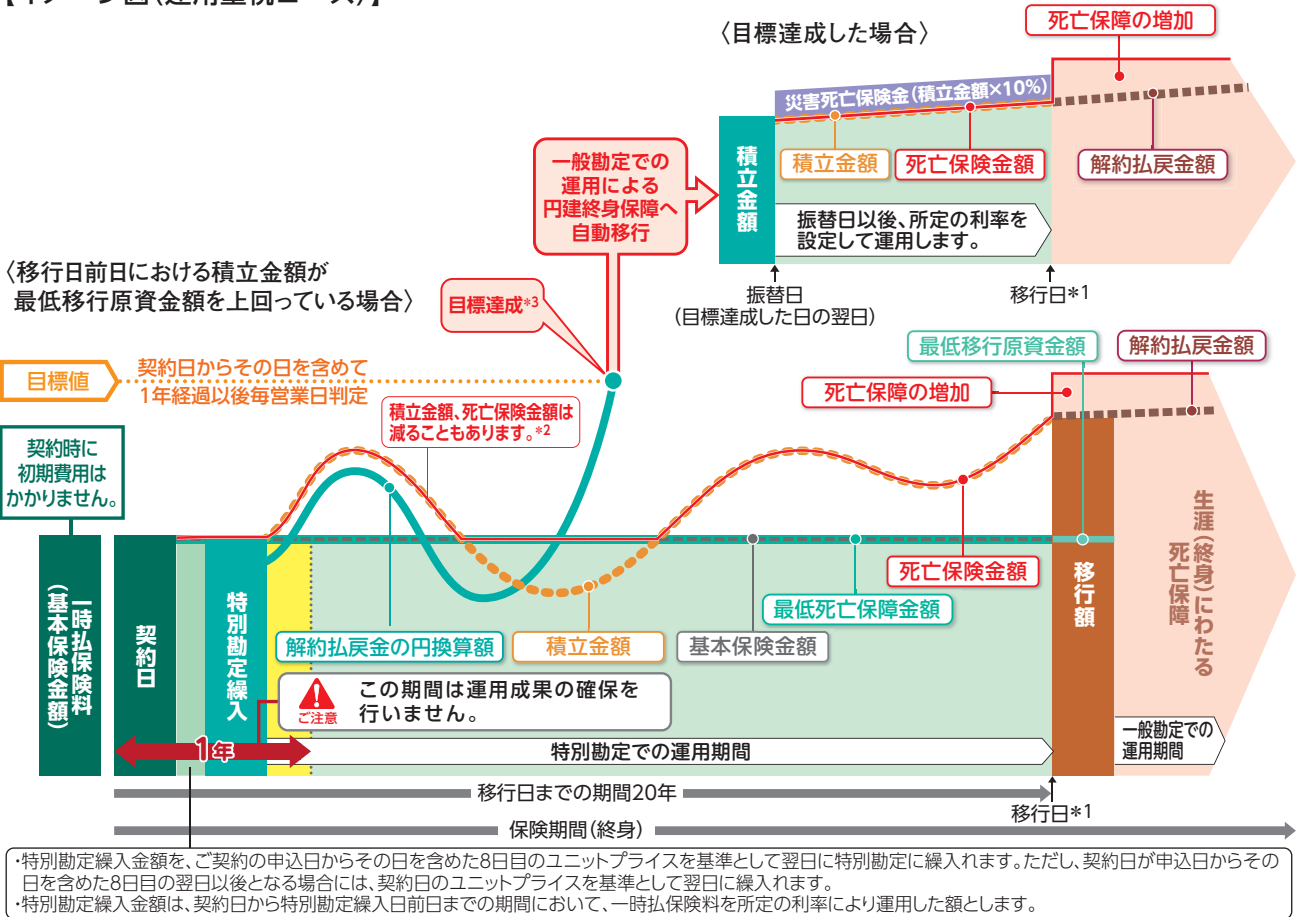 【イメージ図(運用重視コース)】
〈目標達成した場合〉
死亡保障の増加
災害死亡保険金(積立金額×10%)
積立金額
積立金額
死亡保険金額
解約払戻金額
振替日以後、所定の利率を
設定して運用します。
一般勘定での
運用による
円建終身保障へ
自動移行
振替日
(目標達成した日の翌日)
移行日*1
〈移行日前日における積立金額が
最低移行原資金額を上回っている場合〉
目標達成*3
目標値
契約日からその日を含めて
1年経過以後毎営業日判定
最低移行原資金額
解約払戻金額
死亡保障の増加
積立金額、死亡保険金額は
減ることもあります。*2
契約時に
初期費用は
かかりません。
一時払保険料
(基本保険金額)
契約日
特別勘定繰入
解約払戻金の円換算額
積立金額
基本保険金額
最低死亡保障金額
死亡保険金額
移行額
生涯(終身)にわたる
死亡保障
ご注意
この期間は運用成果の確保を
行いません。
1年
特別勘定での運用期間
一般勘定での
運用期間
移行日までの期間20年
移行日*1
保険期間(終身)
・特別勘定繰入金額を、ご契約の申込日からその日を含めた8日目のユニットプライスを基準として翌日に特別勘定に繰入れます。ただし、契約日が申込日からその
日を含めた8日目の翌日以後となる場合には、契約日のユニットプライスを基準として翌日に繰入れます。
・特別勘定繰入金額は、契約日から特別勘定繰入日前日までの期間において、一時払保険料を所定の利率により運用した額とします。